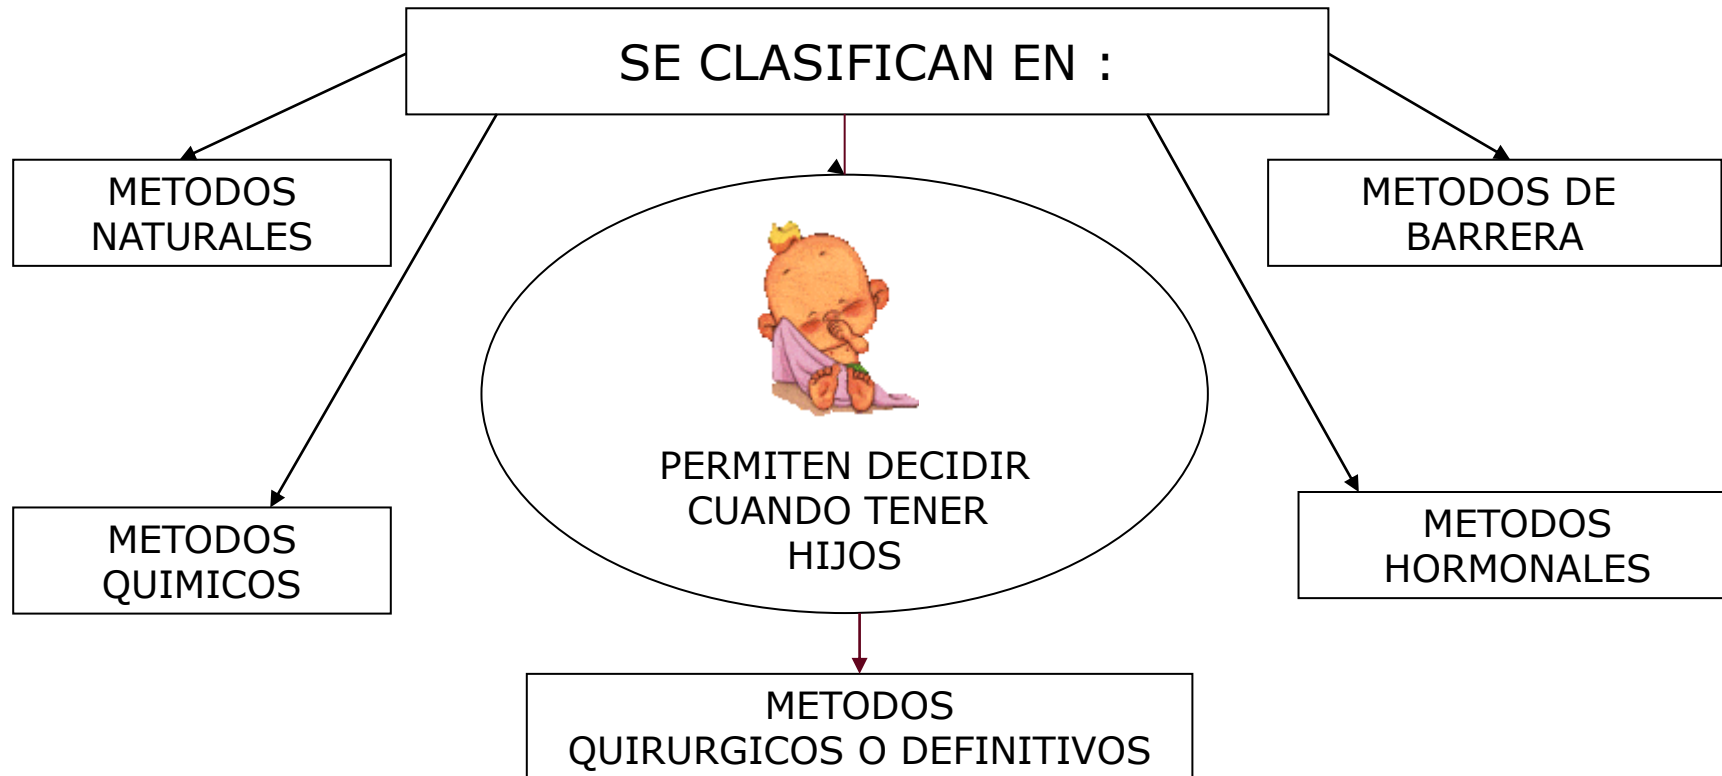 SE CLASIFICAN EN :
METODOS
NATURALES
METODOS DE
BARRERA
PERMITEN DECIDIR
CUANDO TENER
HIJOS
METODOS
QUIMICOS
METODOS
HORMONALES
METODOS
QUIRURGICOS O DEFINITIVOS